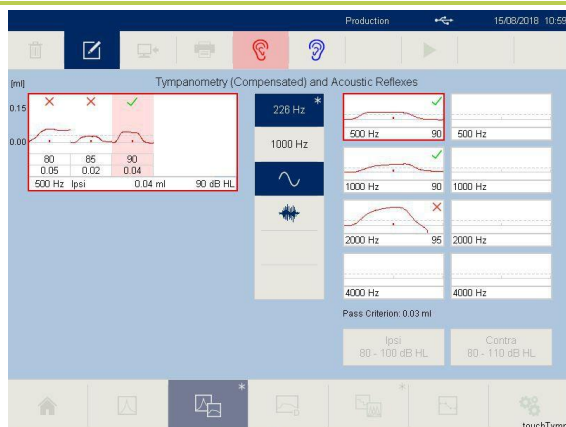 Production 15/08/2018 10:59
Tympanometry (Compensated) and Acoustic Reflexes
[ml]
0.15
0.00
80 85 90
0.05 0.02 0.04
500 Hz Ipsi 0.04 ml 90 dB HL
226 Hz *
1000 Hz
500 Hz 90 500 Hz
1000 Hz 90 1000 Hz
2000 Hz 95 2000 Hz
4000 Hz 4000 Hz
Pass Criterion: 0.03 ml
Ipsi
80 - 100 dB HL
Contra
80 - 110 dB HL
* *